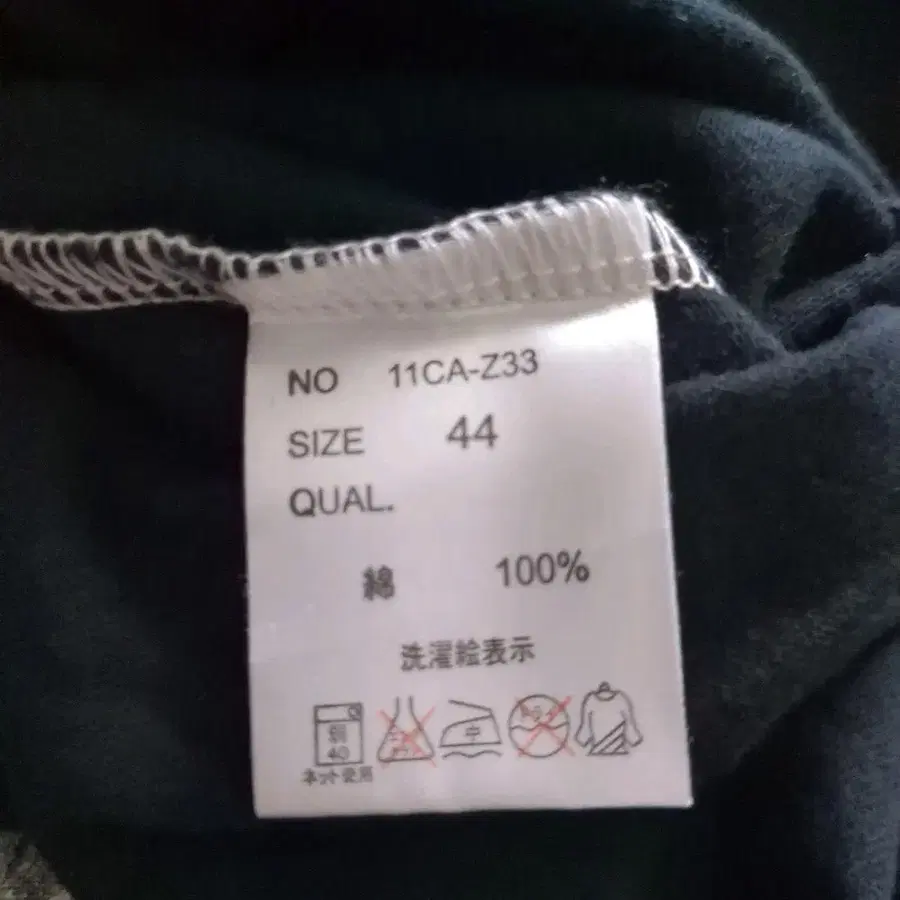 NO 11CA-Z33
SIZE 44
QUAL.
綿 100%
洗濯絵表示
弱
40
中
ネット使用